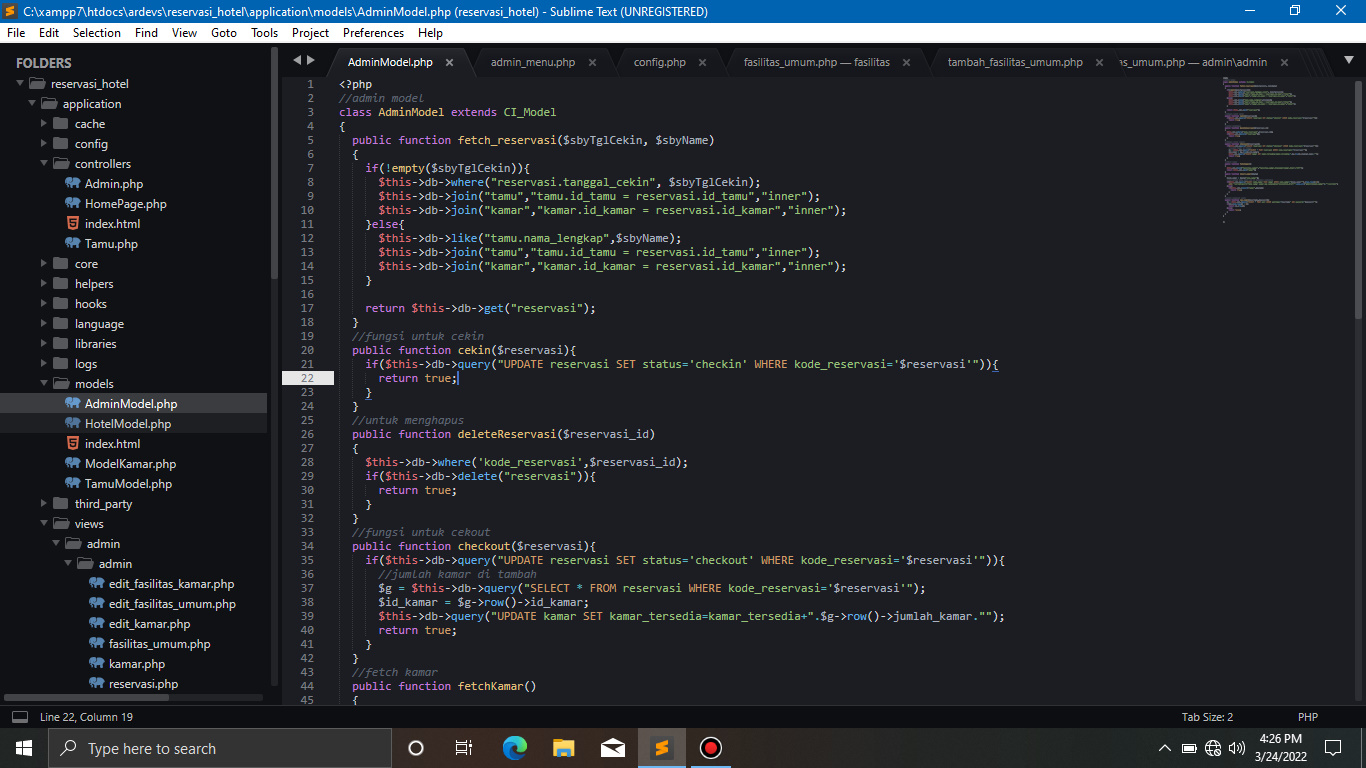 C:\xampp7\htdocs\ardevs\reservasi_hotel\application\models\AdminModel.php (reservasi_hotel) - Sublime Text (UNREGISTERED)
File Edit Selection Find View Goto Tools Project Preferences Help
FOLDERS
reservasi_hotel
application
cache
config
controllers
Admin.php
HomePage.php
index.html
Tamu.php
core
helpers
hooks
language
libraries
logs
models
AdminModel.php
HotelModel.php
index.html
ModelKamar.php
TamuModel.php
third_party
views
admin
admin
edit_fasilitas_kamar.php
edit_fasilitas_umum.php
edit_kamar.php
fasilitas_umum.php
kamar.php
reservasi.php
AdminModel.php admin_menu.php config.php fasilitas_umum.php — fasilitas tambah_fasilitas_umum.php as_umum.php — admin\admin
1 <?php
2 //admin model
3 class AdminModel extends CI_Model
4 {
5 public function fetch_reservasi($sbyTglCekin, $sbyName)
6 {
7 if(!empty($sbyTglCekin)){
8 $this->db->where("reservasi.tanggal_cekin", $sbyTglCekin);
9 $this->db->join("tamu","tamu.id_tamu = reservasi.id_tamu","inner");
10 $this->db->join("kamar","kamar.id_kamar = reservasi.id_kamar","inner");
11 }else{
12 $this->db->like("tamu.nama_lengkap",$sbyName);
13 $this->db->join("tamu","tamu.id_tamu = reservasi.id_tamu","inner");
14 $this->db->join("kamar","kamar.id_kamar = reservasi.id_kamar","inner");
15 }
16
17 return $this->db->get("reservasi");
18 }
19 //fungsi untuk cekin
20 public function cekin($reservasi){
21 if($this->db->query("UPDATE reservasi SET status='checkin' WHERE kode_reservasi='$reservasi'")){
22 return true;
23 }
24 }
25 //untuk menghapus
26 public function deleteReservasi($reservasi_id)
27 {
28 $this->db->where('kode_reservasi',$reservasi_id);
29 if($this->db->delete("reservasi")){
30 return true;
31 }
32 }
33 //fungsi untuk cekout
34 public function checkout($reservasi){
35 if($this->db->query("UPDATE reservasi SET status='checkout' WHERE kode_reservasi='$reservasi'")){
36 //jumlah kamar di tambah
37 $g = $this->db->query("SELECT * FROM reservasi WHERE kode_reservasi='$reservasi'");
38 $id_kamar = $g->row()->id_kamar;
39 $this->db->query("UPDATE kamar SET kamar_tersedia=kamar_tersedia+".$g->row()->jumlah_kamar."");
40 return true;
41 }
42 }
43 //fetch kamar
44 public function fetchKamar()
45 {
Line 22, Column 19 Tab Size: 2 PHP
Type here to search
4:26 PM
3/24/2022